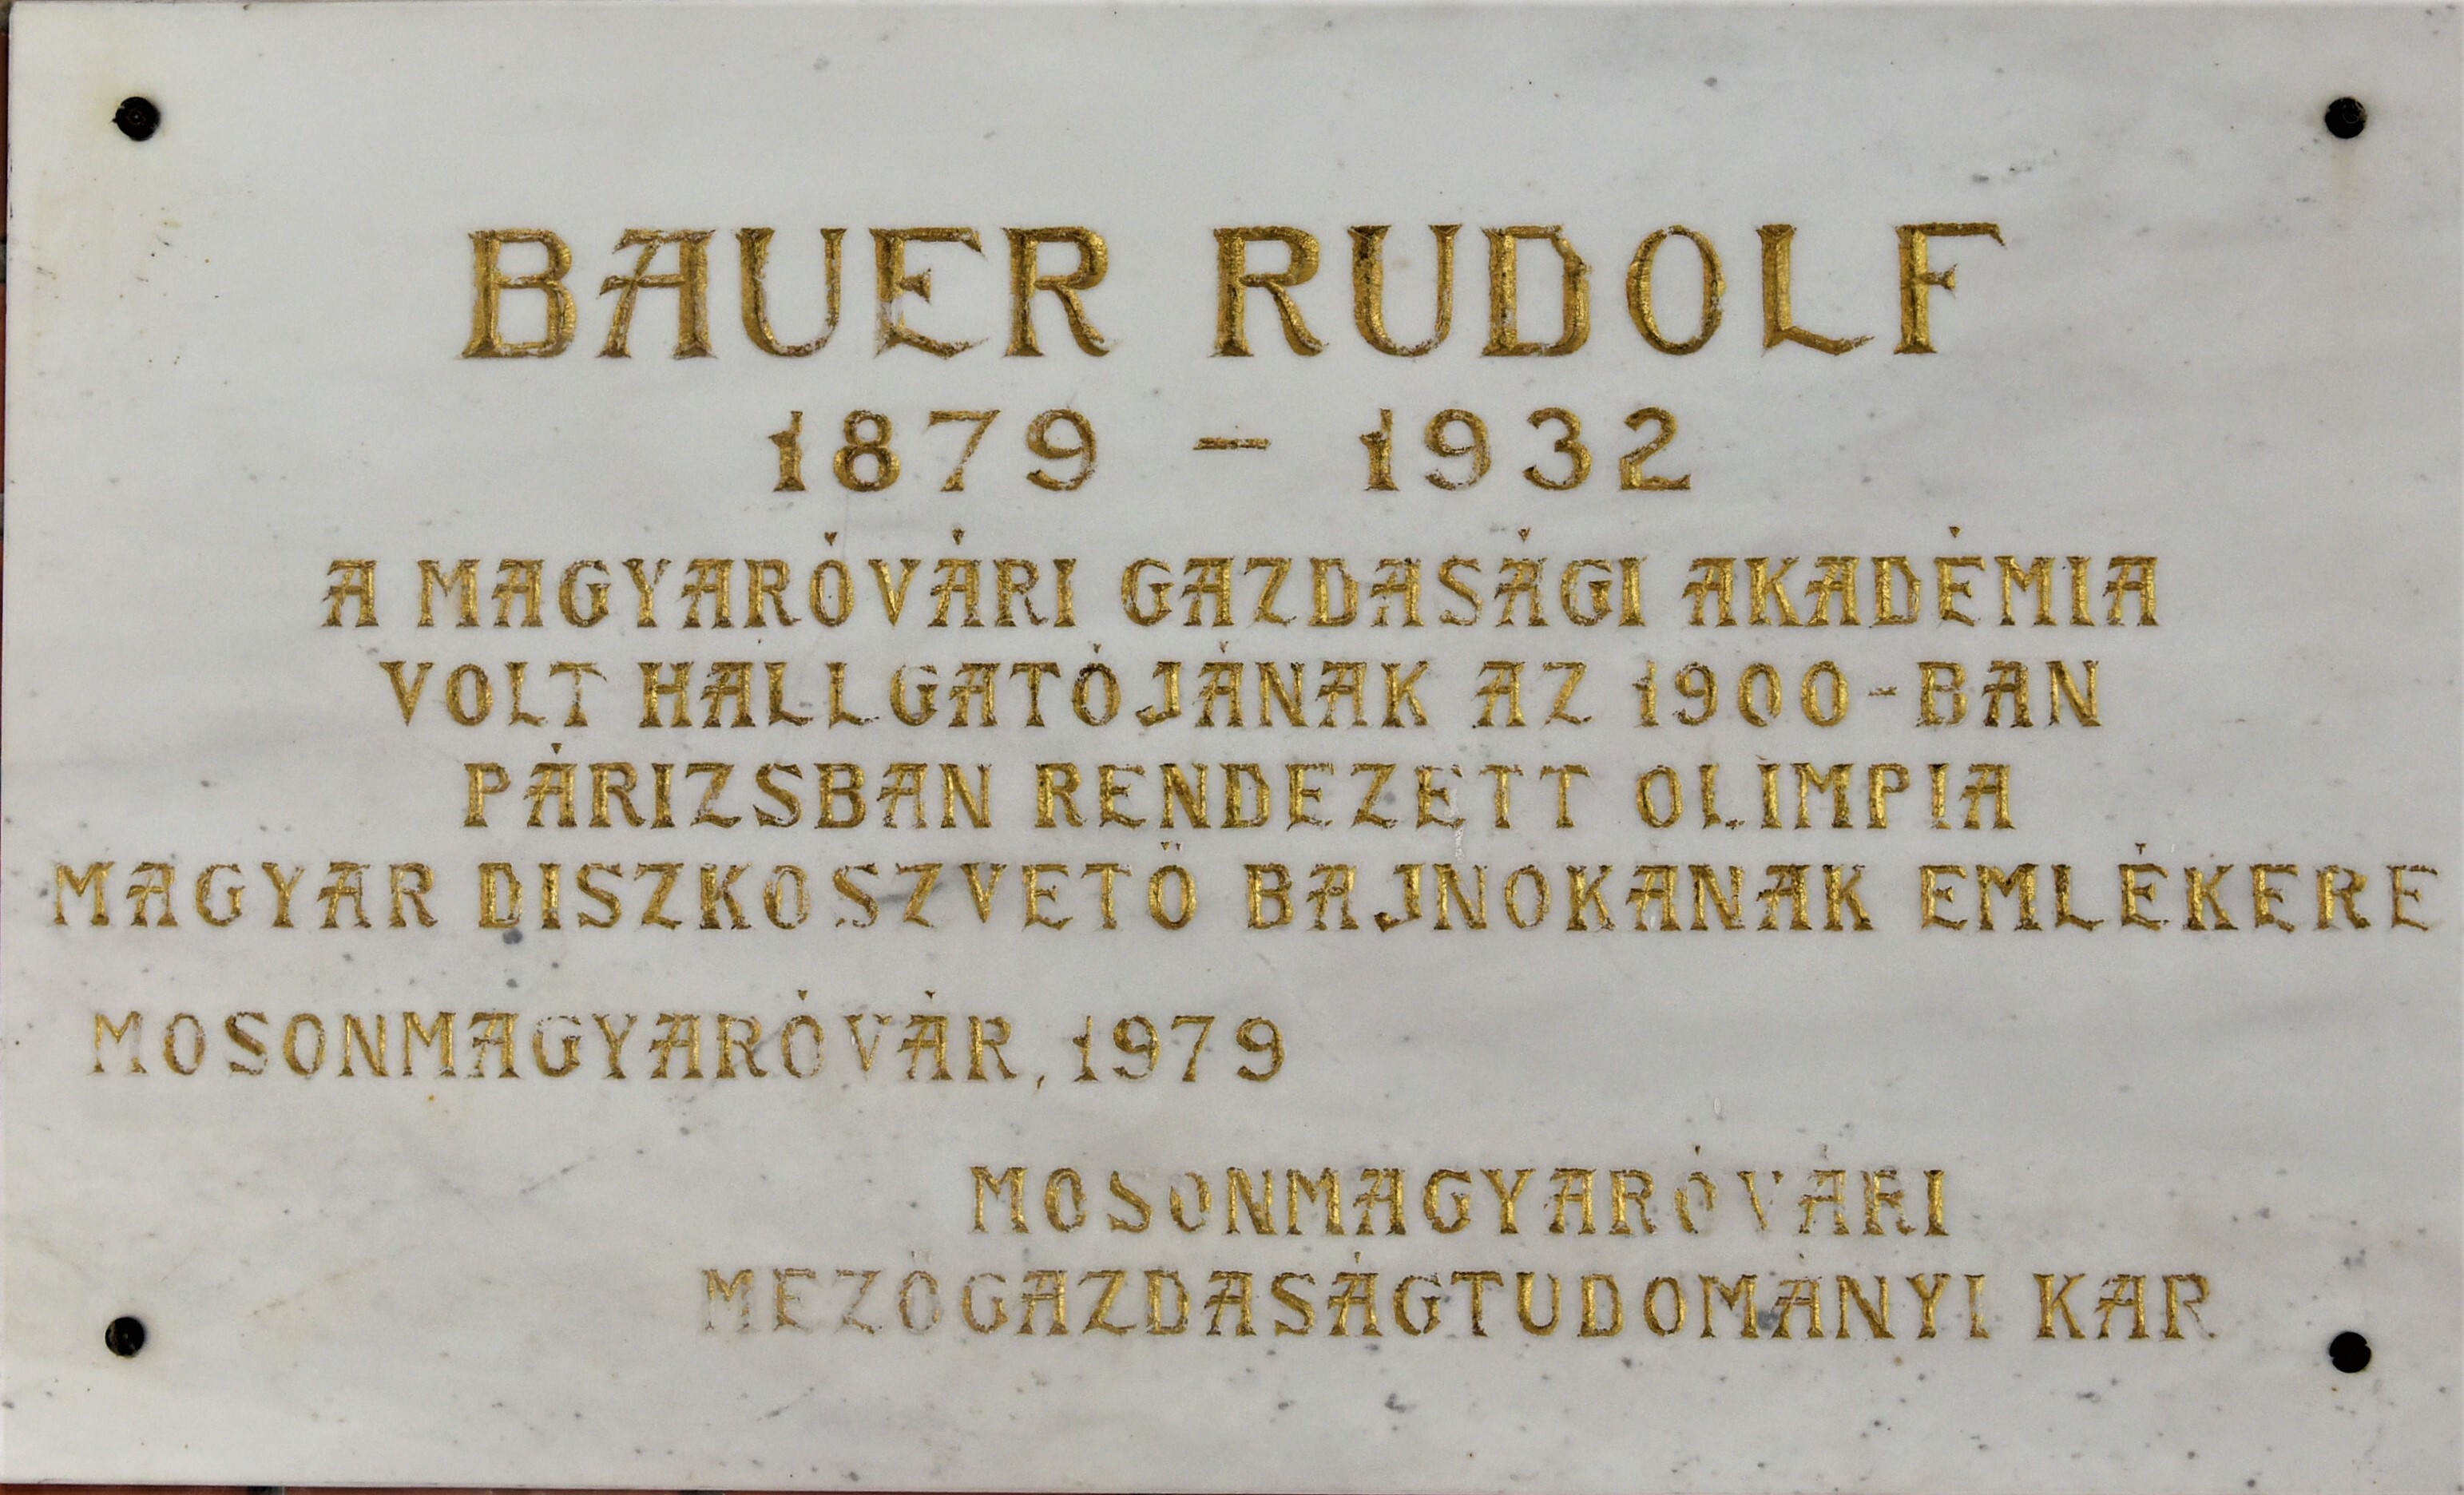 BAUER RUDOLF
1879 – 1932
A MAGYARÓVÁRI GAZDASÁGI AKADÉMIA
VOLT HALLGATÓJÁNAK AZ 1900-BAN
PÁRIZSBAN RENDEZETT OLIMPIA
MAGYAR DISZKOSZVETŐ BAJNOKANAK EMLÉKÉRE
MOSONMAGYARÓVÁR, 1979
MOSONMAGYARÓVÁRI
MEZŐGAZDASÁGTUDOMÁNYI KAR